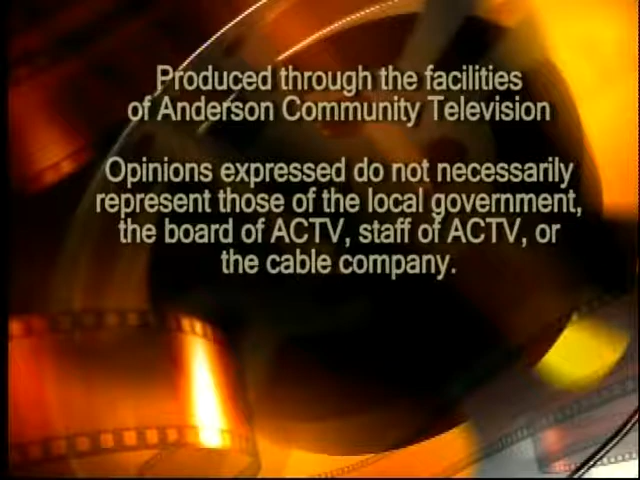 Produced through the facilities
of Anderson Community Television
Opinions expressed do not necessarily
represent those of the local government,
the board of ACTV, staff of ACTV, or
the cable company.